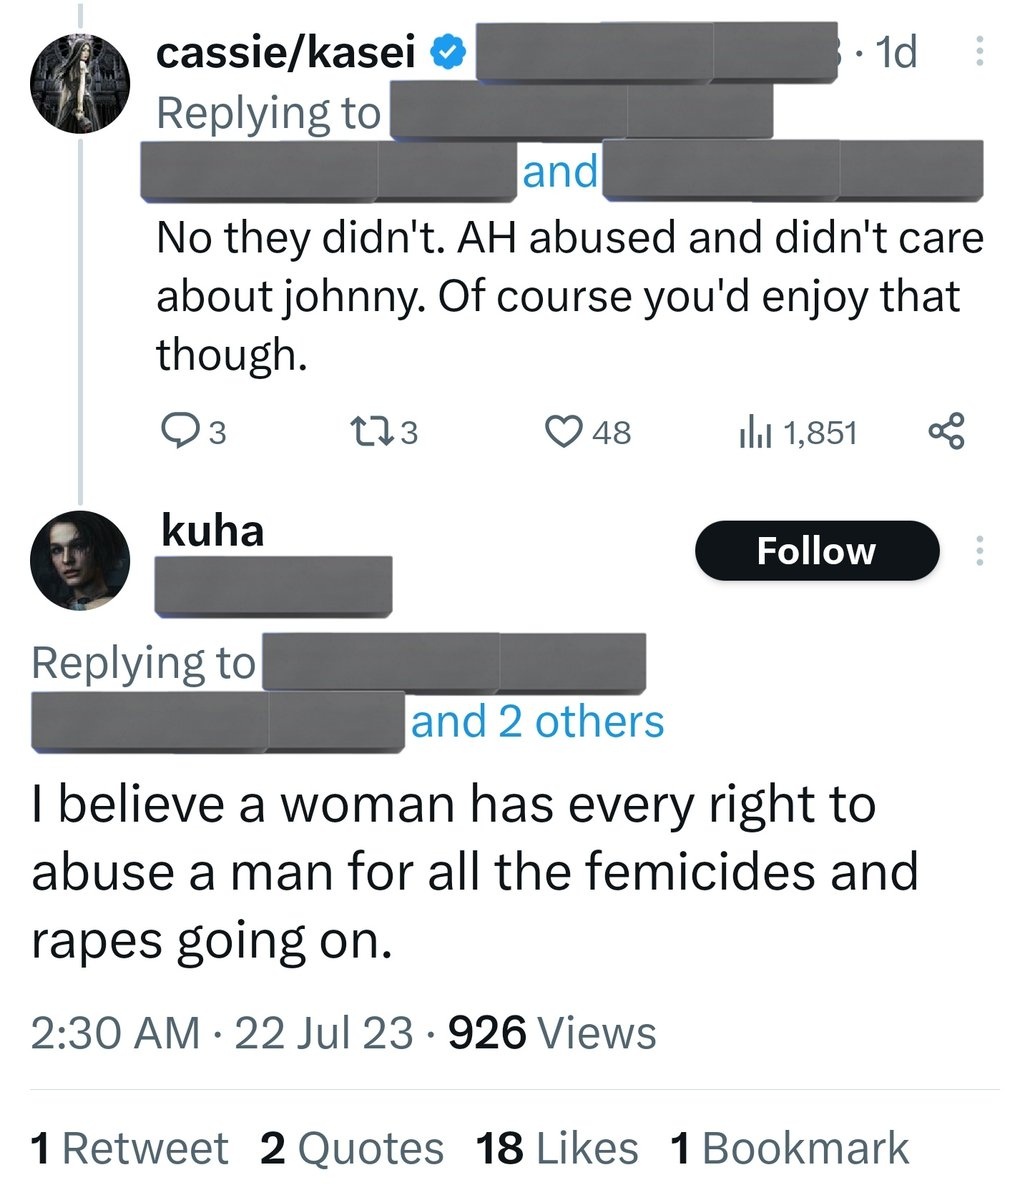 cassie/kasei · 1d
Replying to
and
No they didn't. AH abused and didn't care
about johnny. Of course you'd enjoy that
though.
3 3 48 1,851
kuha
Follow
Replying to
and 2 others
I believe a woman has every right to
abuse a man for all the femicides and
rapes going on.
2:30 AM · 22 Jul 23 · 926 Views
1 Retweet 2 Quotes 18 Likes 1 Bookmark